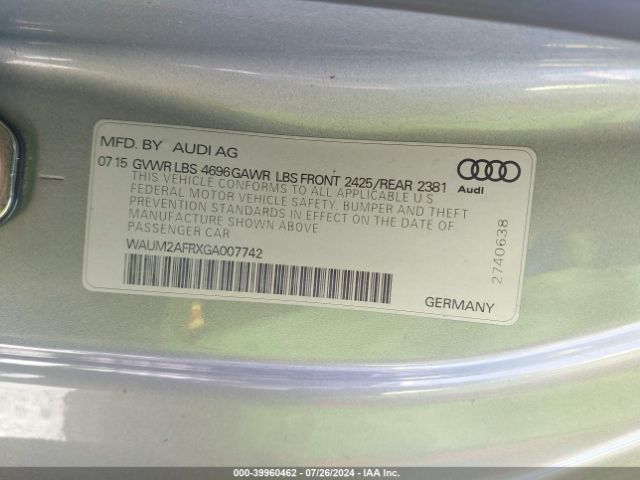 MFD. BY AUDI AG
07 15 GVWR LBS 4696 GAWR LBS FRONT 2425/REAR 2381
THIS VEHICLE CONFORMS TO ALL APPLICABLE U.S.
FEDERAL MOTOR VEHICLE SAFETY, BUMPER AND THEFT
PREVENTION STANDARDS IN EFFECT ON THE DATE OF
MANUFACTURE SHOWN ABOVE
PASSENGER CAR
WAUM2AFRXGA007742
Audi
2740638
GERMANY
000-39960462 - 07/26/2024 - IAA Inc.